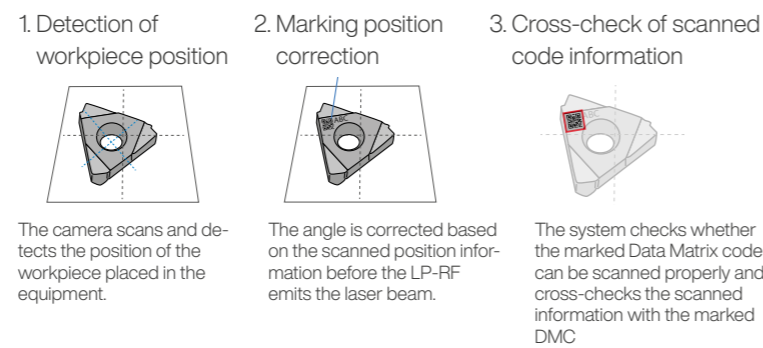 1. Detection of
workpiece position
2. Marking position
correction
3. Cross-check of scanned
code information
ABC
ABC
The camera scans and de-
tects the position of the
workpiece placed in the
equipment.
The angle is corrected based
on the scanned position infor-
mation before the LP-RF
emits the laser beam.
The system checks whether
the marked Data Matrix code
can be scanned properly and
cross-checks the scanned
information with the marked
DMC